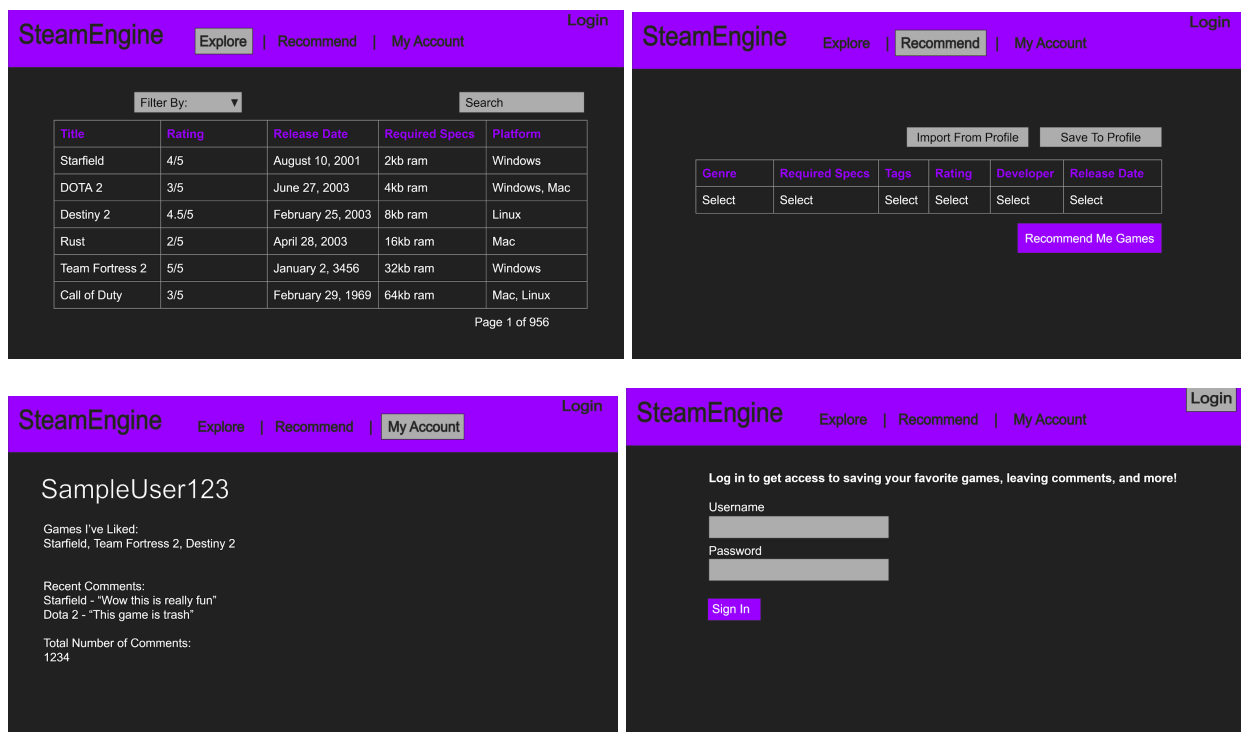 Login
SteamEngine
Explore | Recommend | My Account
Filter By: ▼ Search
Title Rating Release Date Required Specs Platform
Starfield 4/5 August 10, 2001 2kb ram Windows
DOTA 2 3/5 June 27, 2003 4kb ram Windows, Mac
Destiny 2 4.5/5 February 25, 2003 8kb ram Linux
Rust 2/5 April 28, 2003 16kb ram Mac
Team Fortress 2 5/5 January 2, 3456 32kb ram Windows
Call of Duty 3/5 February 29, 1969 64kb ram Mac, Linux
Page 1 of 956
Login
SteamEngine
Explore | Recommend | My Account
Import From Profile Save To Profile
Genre Required Specs Tags Rating Developer Release Date
Select Select Select Select Select Select
Recommend Me Games
Login
SteamEngine
Explore | Recommend | My Account
SampleUser123
Games I've Liked:
Starfield, Team Fortress 2, Destiny 2
Recent Comments:
Starfield - “Wow this is really fun”
Dota 2 - “This game is trash”
Total Number of Comments:
1234
Login
SteamEngine
Explore | Recommend | My Account
Log in to get access to saving your favorite games, leaving comments, and more!
Username
Password
Sign In